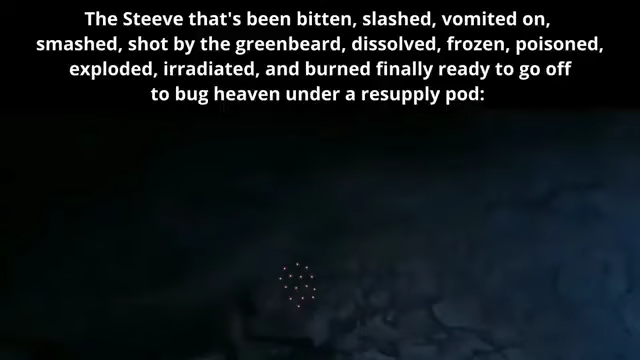 The Steeve that's been bitten, slashed, vomited on,
smashed, shot by the greenbeard, dissolved, frozen, poisoned,
exploded, irradiated, and burned finally ready to go off
to bug heaven under a resupply pod: